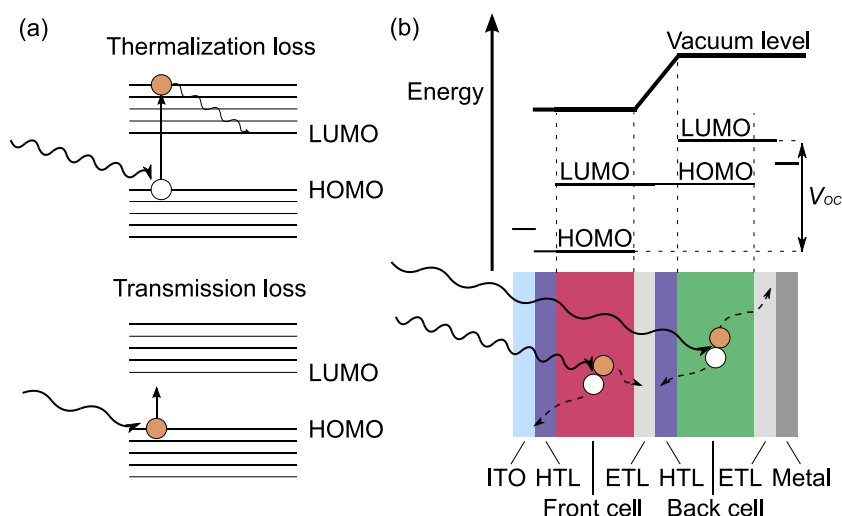 (a)
Thermalization loss
LUMO
HOMO
Transmission loss
LUMO
HOMO
(b)
Energy
Vacuum level
LUMO
LUMO HOMO
HOMO
Voc
ITO HTL ETL HTL ETL Metal
Front cell Back cell